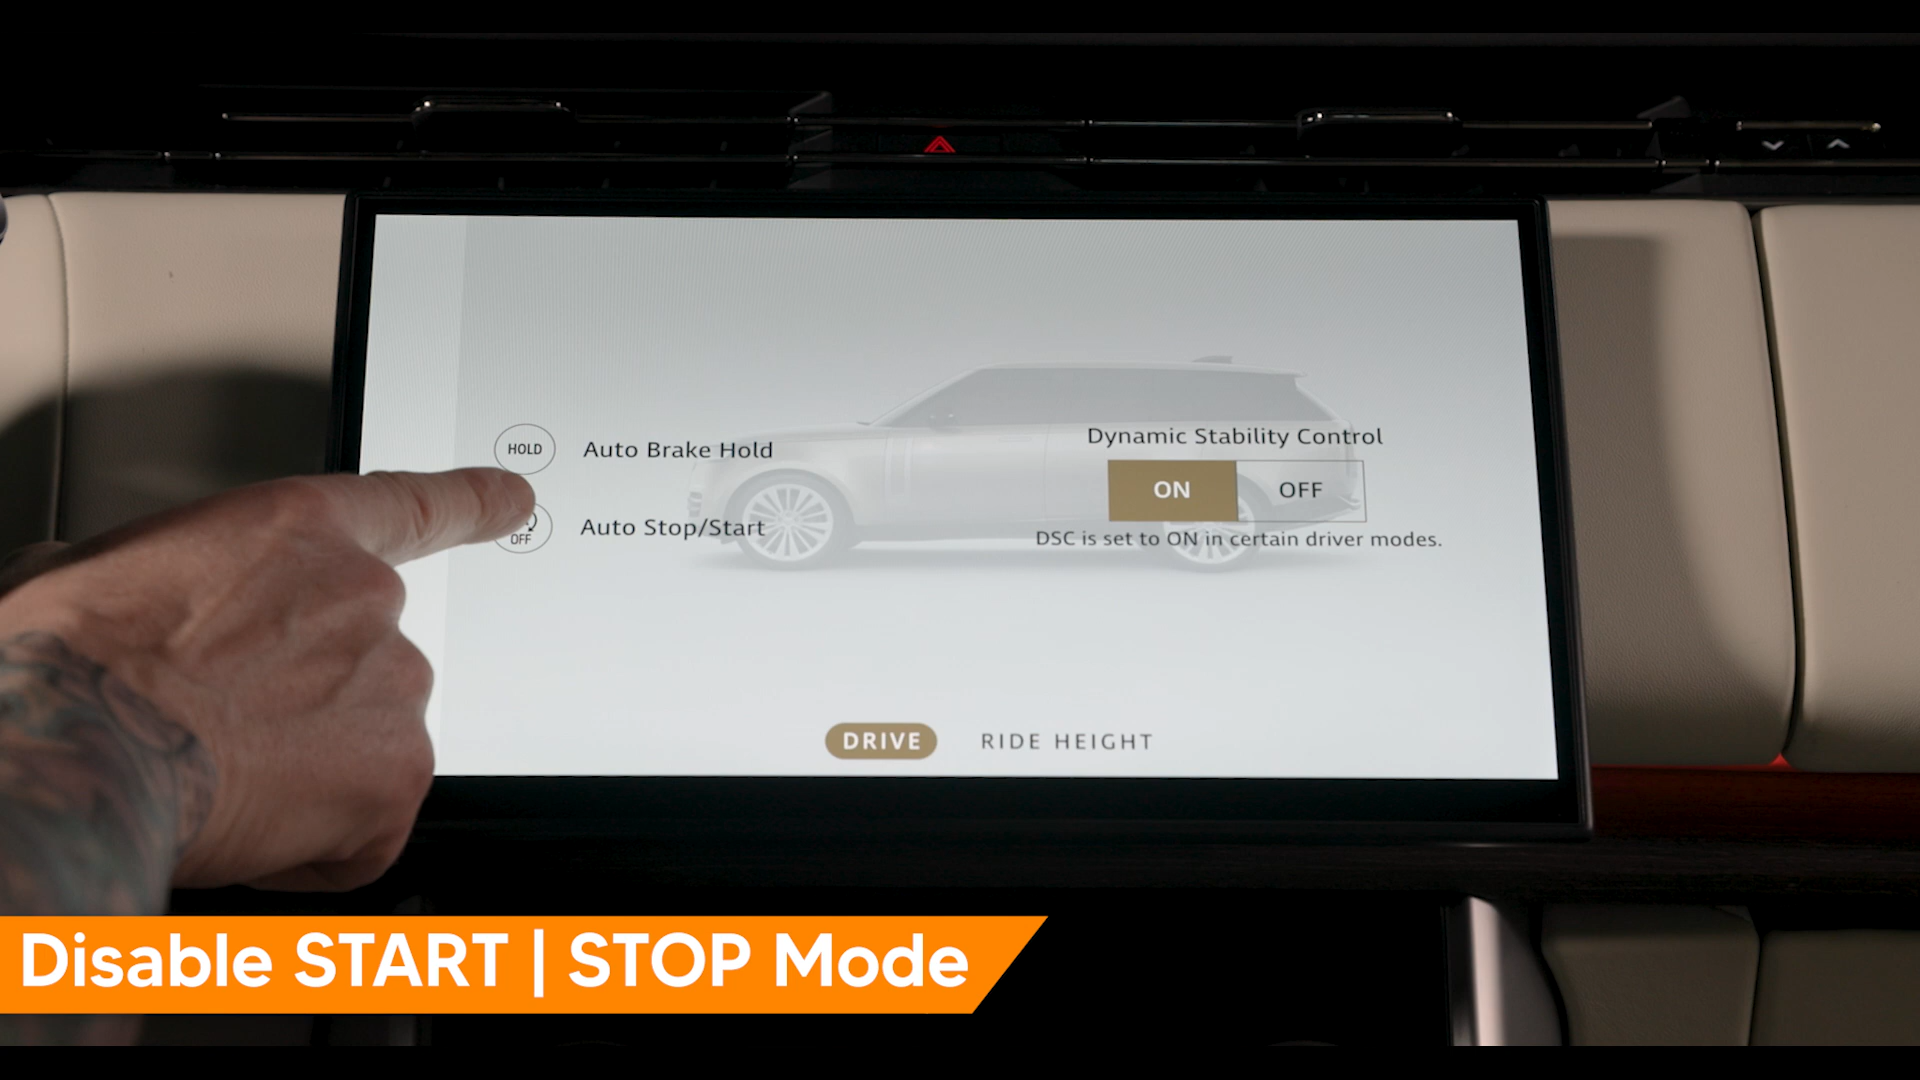 HOLD
Auto Brake Hold
OFF
Auto Stop/Start
Dynamic Stability Control
ON
OFF
DSC is set to ON in certain driver modes.
DRIVE
RIDE HEIGHT
Disable START | STOP Mode